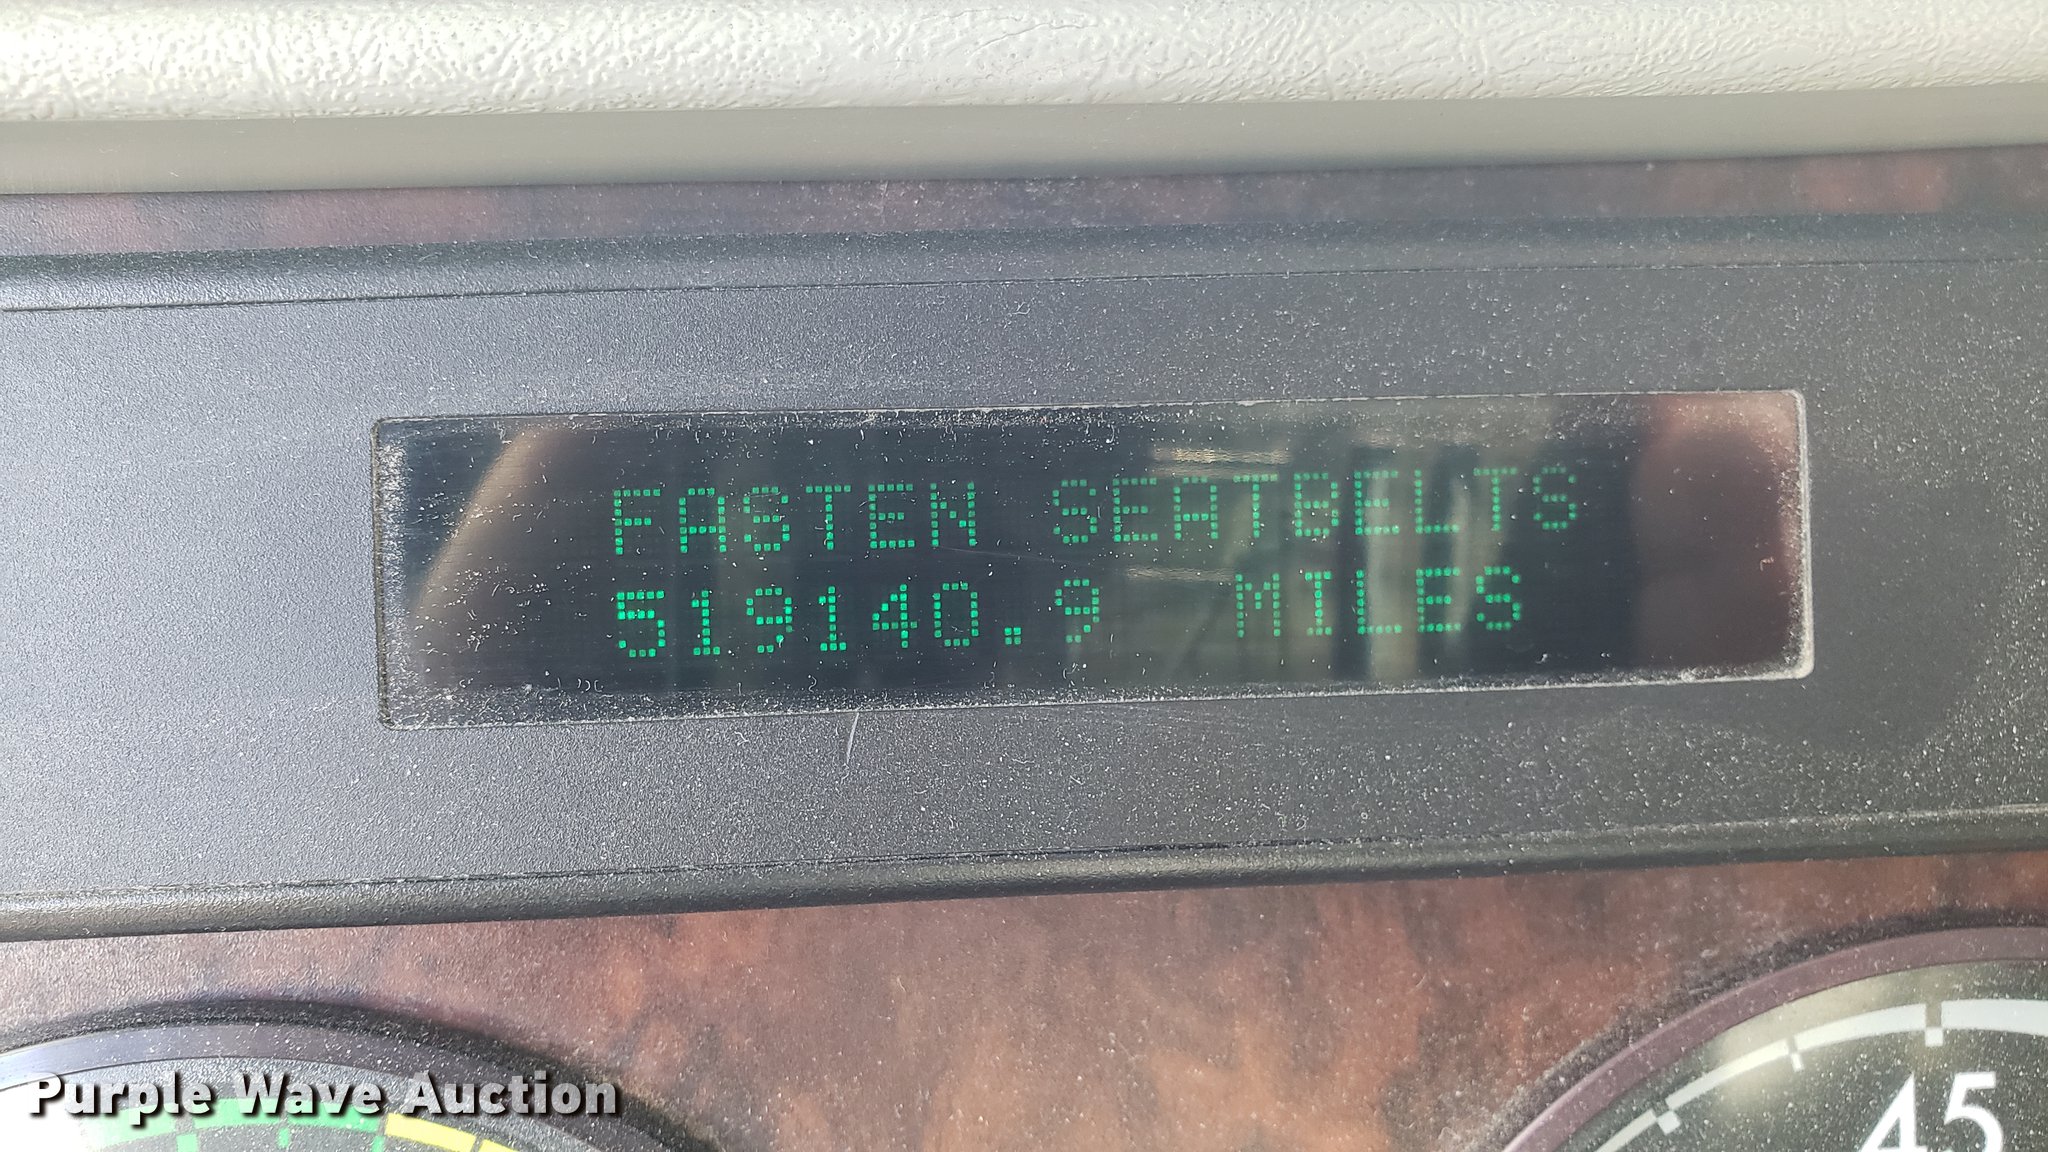 FASTEN SEATBELTS
519140.9 MILES
45
Purple Wave Auction